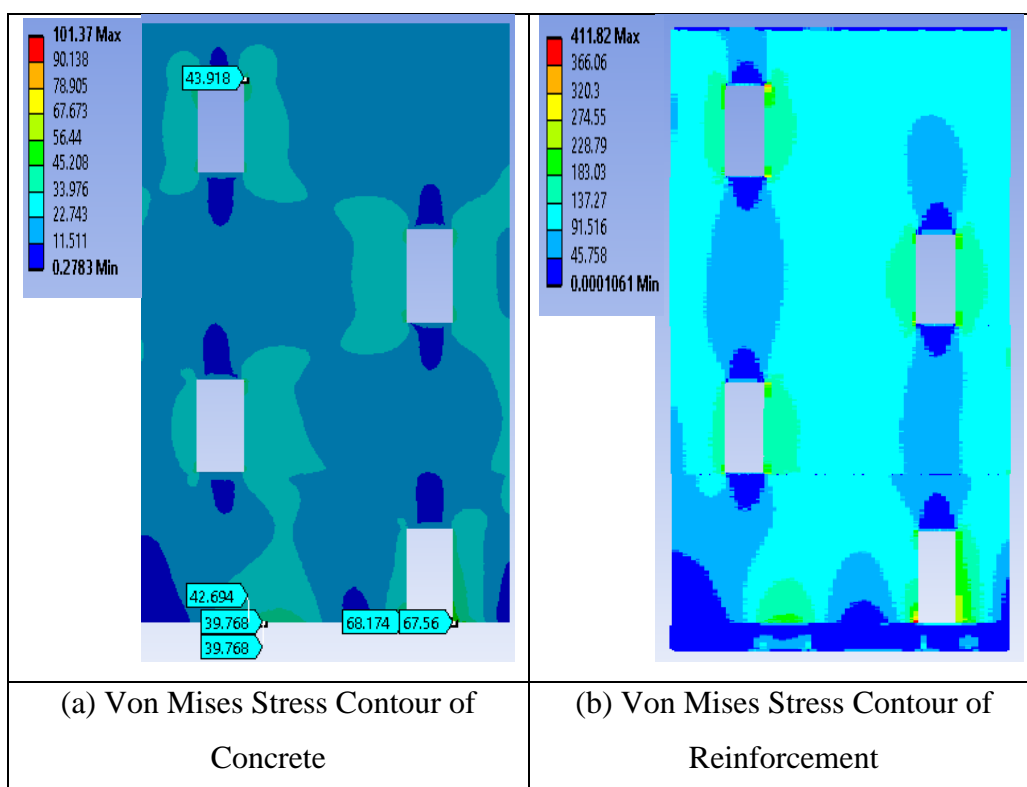 101.37 Max
90.138
78.905
67.673
56.44
45.208
33.976
22.743
11.511
0.2783 Min
43.918
42.694
39.768
39.768
68.174
67.56
411.82 Max
366.06
320.3
274.55
228.79
183.03
137.27
91.516
45.758
0.0001061 Min
(a) Von Mises Stress Contour of
Concrete
(b) Von Mises Stress Contour of
Reinforcement